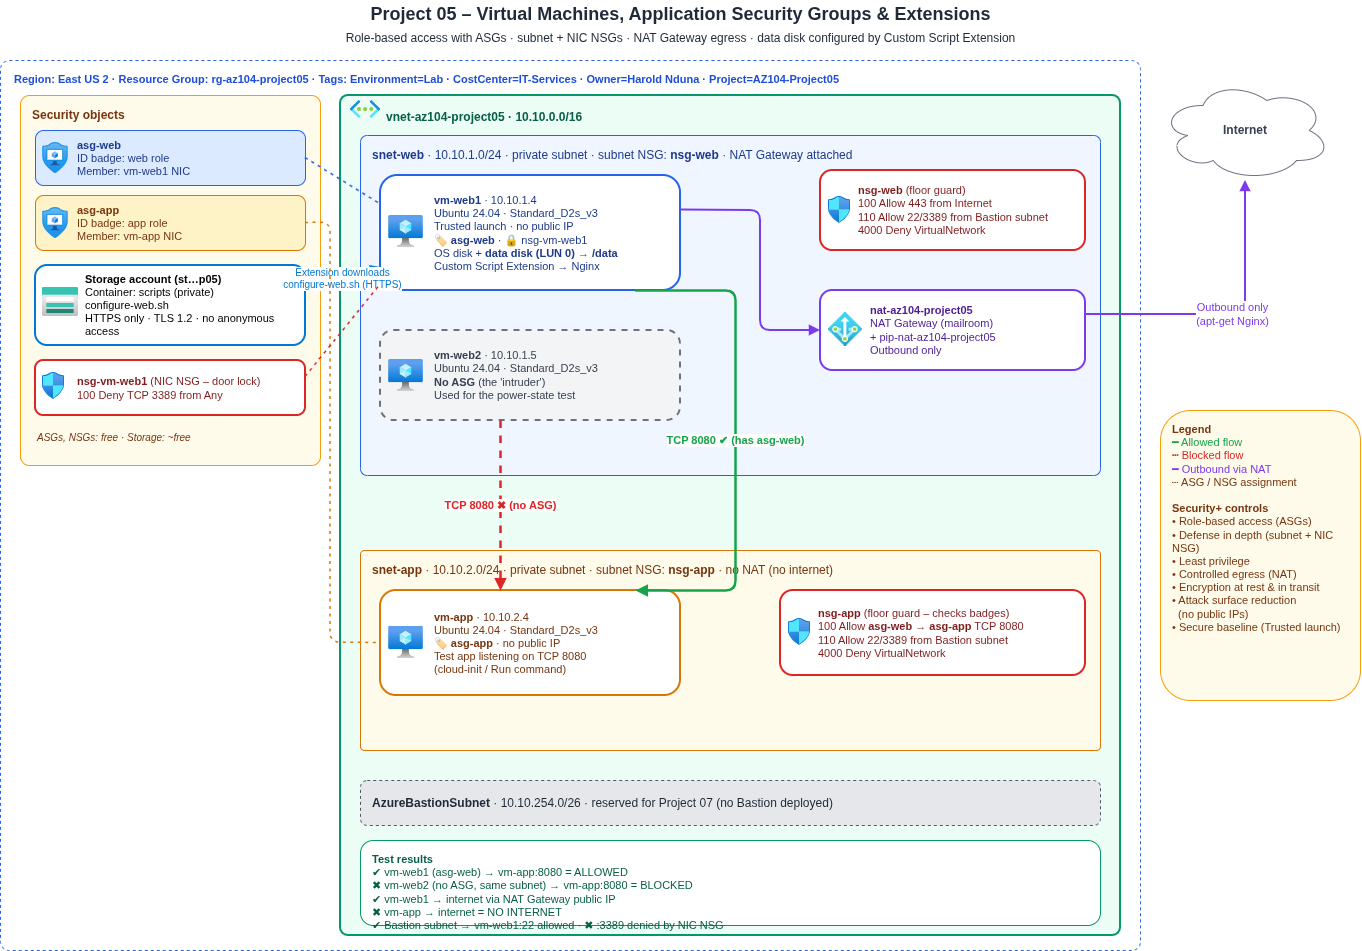 Project 05 – Virtual Machines, Application Security Groups & Extensions
Role-based access with ASGs · subnet + NIC NSGs · NAT Gateway egress · data disk configured by Custom Script Extension
Region: East US 2 · Resource Group: rg-az104-project05 · Tags: Environment=Lab · CostCenter=IT-Services · Owner=Harold Nduna · Project=AZ104-Project05
Security objects
asg-web
ID badge: web role
Member: vm-web1 NIC
asg-app
ID badge: app role
Member: vm-app NIC
Storage account (st…p05)
Container: scripts (private)
configure-web.sh
HTTPS only · TLS 1.2 · no anonymous
access
nsg-vm-web1 (NIC NSG – door lock)
100 Deny TCP 3389 from Any
ASGs, NSGs: free · Storage: ~free
Extension downloads
configure-web.sh (HTTPS)
vnet-az104-project05 · 10.10.0.0/16
snet-web · 10.10.1.0/24 · private subnet · subnet NSG: nsg-web · NAT Gateway attached
vm-web1 · 10.10.1.4
Ubuntu 24.04 · Standard_D2s_v3
Trusted launch · no public IP
🏷️ asg-web · 🔒 nsg-vm-web1
OS disk + data disk (LUN 0) → /data
Custom Script Extension → Nginx
nsg-web (floor guard)
100 Allow 443 from Internet
110 Allow 22/3389 from Bastion subnet
4000 Deny VirtualNetwork
nat-az104-project05
NAT Gateway (mailroom)
+ pip-nat-az104-project05
Outbound only
vm-web2 · 10.10.1.5
Ubuntu 24.04 · Standard_D2s_v3
No ASG (the 'intruder')
Used for the power-state test
TCP 8080 ✔ (has asg-web)
TCP 8080 ✖ (no ASG)
snet-app · 10.10.2.0/24 · private subnet · subnet NSG: nsg-app · no NAT (no internet)
vm-app · 10.10.2.4
Ubuntu 24.04 · Standard_D2s_v3
🏷️ asg-app · no public IP
Test app listening on TCP 8080
(cloud-init / Run command)
nsg-app (floor guard – checks badges)
100 Allow asg-web → asg-app TCP 8080
110 Allow 22/3389 from Bastion subnet
4000 Deny VirtualNetwork
AzureBastionSubnet · 10.10.254.0/26 · reserved for Project 07 (no Bastion deployed)
Test results
✔ vm-web1 (asg-web) → vm-app:8080 = ALLOWED
✖ vm-web2 (no ASG, same subnet) → vm-app:8080 = BLOCKED
✔ vm-web1 → internet via NAT Gateway public IP
✖ vm-app → internet = NO INTERNET
✔ Bastion subnet → vm-web1:22 allowed · ✖ :3389 denied by NIC NSG
Internet
Outbound only
(apt-get Nginx)
Legend
━ Allowed flow
┅ Blocked flow
━ Outbound via NAT
┄ ASG / NSG assignment
Security+ controls
• Role-based access (ASGs)
• Defense in depth (subnet + NIC
NSG)
• Least privilege
• Controlled egress (NAT)
• Encryption at rest & in transit
• Attack surface reduction
(no public IPs)
• Secure baseline (Trusted launch)